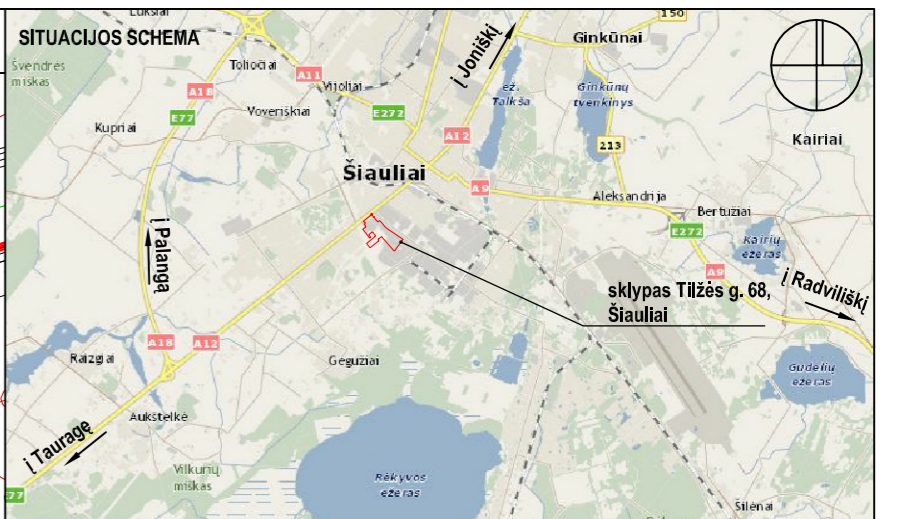 SITUACIJOS SCHEMA
Lukšiai
150
Ginkūnai
Švendrės
miškas
Toliočiai
A11
Vijoliai
į Joniškį
A18
E77
Voveriškiai
E272
ež.
Talkša
Ginkūnų
tvenkinys
Kupriai
A12
213
Kairiai
Šiauliai
A9
Aleksandrija
Bertužiai
E272
Kairių
ežeras
į Palangą
A9
į Radviliškį
sklypas Tilžės g. 68,
Šiauliai
A18
A12
Raizgiai
Gegužiai
Gudelių
ežeras
Aukštelkė
į Tauragę
Vilkurių
miškas
Rėkyvos
ežeras
E77
Šilėnai